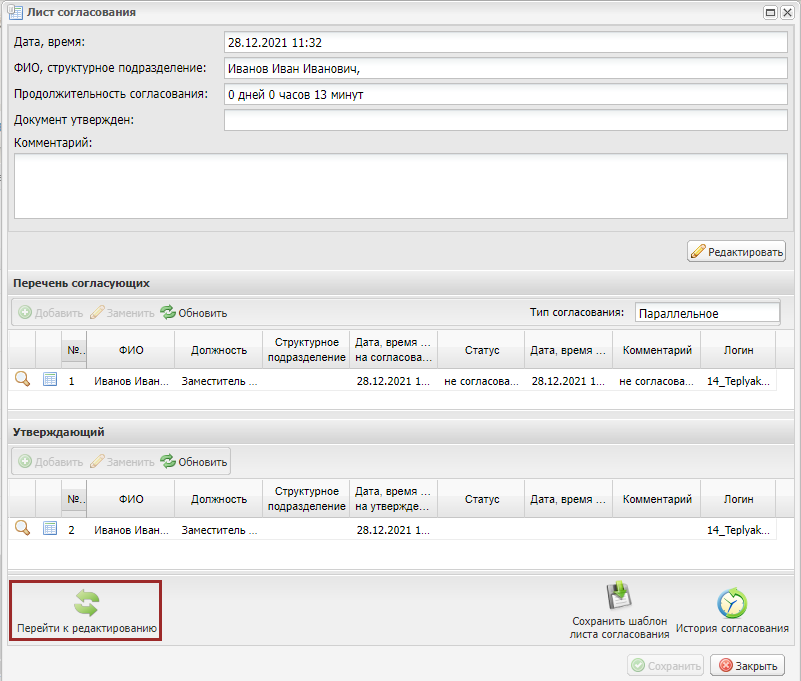 Лист согласования
Дата, время: 28.12.2021 11:32
ФИО, структурное подразделение: Иванов Иван Иванович,
Продолжительность согласования: 0 дней 0 часов 13 минут
Документ утвержден:
Комментарий:
Редактировать
Перечень согласующих
Добавить Заменить Обновить Тип согласования: Параллельное
№.. ФИО Должность Структурное подразделение Дата, время ... на согласова... Статус Дата, время ... Комментарий Логин
1 Иванов Иван... Заместитель ... 28.12.2021 1... не согласова... 28.12.2021 1... не согласова... 14_Teplyak...
Утверждающий
Добавить Заменить Обновить
№.. ФИО Должность Структурное подразделение Дата, время ... на утвержде... Статус Дата, время ... Комментарий Логин
2 Иванов Иван... Заместитель ... 28.12.2021 1... 14_Teplyak...
Перейти к редактированию
Сохранить шаблон
листа согласования
История согласования
Сохранить Закрыть